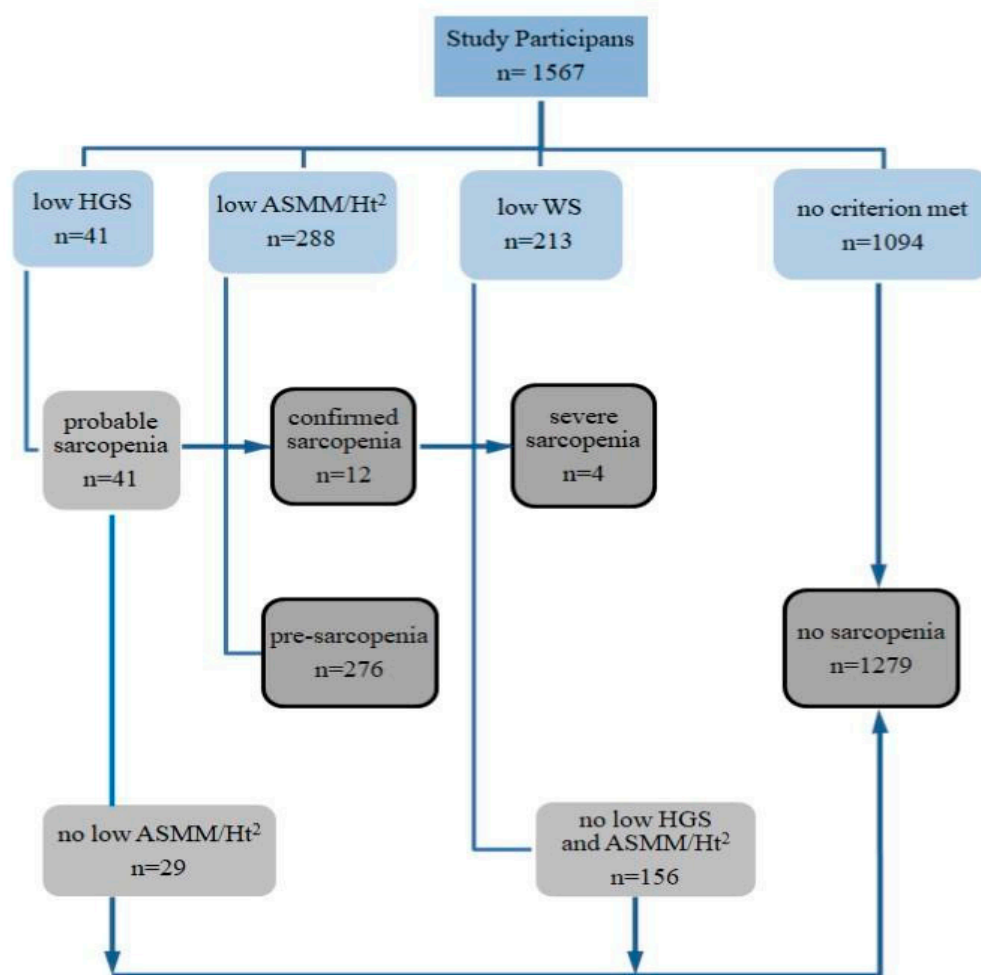 Study Participans
n= 1567
low HGS
n=41
low ASMM/Ht²
n=288
low WS
n=213
no criterion met
n=1094
probable
sarcopenia
n=41
confirmed
sarcopenia
n=12
severe
sarcopenia
n=4
pre-sarcopenia
n=276
no sarcopenia
n=1279
no low ASMM/Ht²
n=29
no low HGS
and ASMM/Ht²
n=156